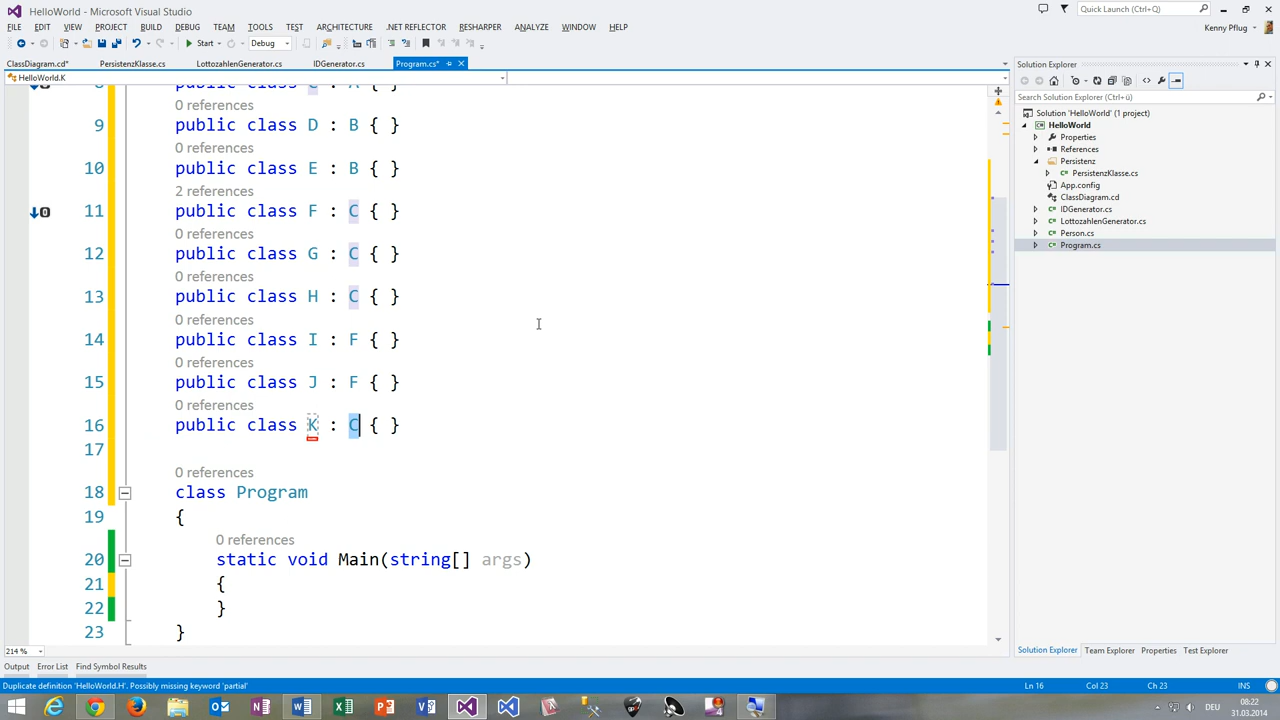 HelloWorld - Microsoft Visual Studio
Quick Launch (Ctrl+Q)
FILE EDIT VIEW PROJECT BUILD DEBUG TEAM TOOLS TEST ARCHITECTURE .NET REFLECTOR RESHARPER ANALYZE WINDOW HELP
Kenny Pflug
Start Debug
ClassDiagram.cd* PersistenzKlasse.cs LottozahlenGenerator.cs IDGenerator.cs Program.cs*
HelloWorld.K
0 references
9 public class D : B { }
0 references
10 public class E : B { }
2 references
11 public class F : C { }
0 references
12 public class G : C { }
0 references
13 public class H : C { }
0 references
14 public class I : F { }
0 references
15 public class J : F { }
0 references
16 public class K : C { }
17
0 references
18 class Program
19 {
0 references
20 static void Main(string[] args)
21 {
22 }
23 }
214 %
Solution Explorer
Search Solution Explorer (Ctrl+ü)
Solution 'HelloWorld' (1 project)
HelloWorld
Properties
References
Persistenz
PersistenzKlasse.cs
App.config
ClassDiagram.cd
IDGenerator.cs
LottozahlenGenerator.cs
Person.cs
Program.cs
Solution Explorer Team Explorer Properties Test Explorer
Output Error List Find Symbol Results
Duplicate definition 'HelloWorld.H'. Possibly missing keyword 'partial'
Ln 16 Col 23 Ch 23 INS
DEU
08:22
31.03.2014